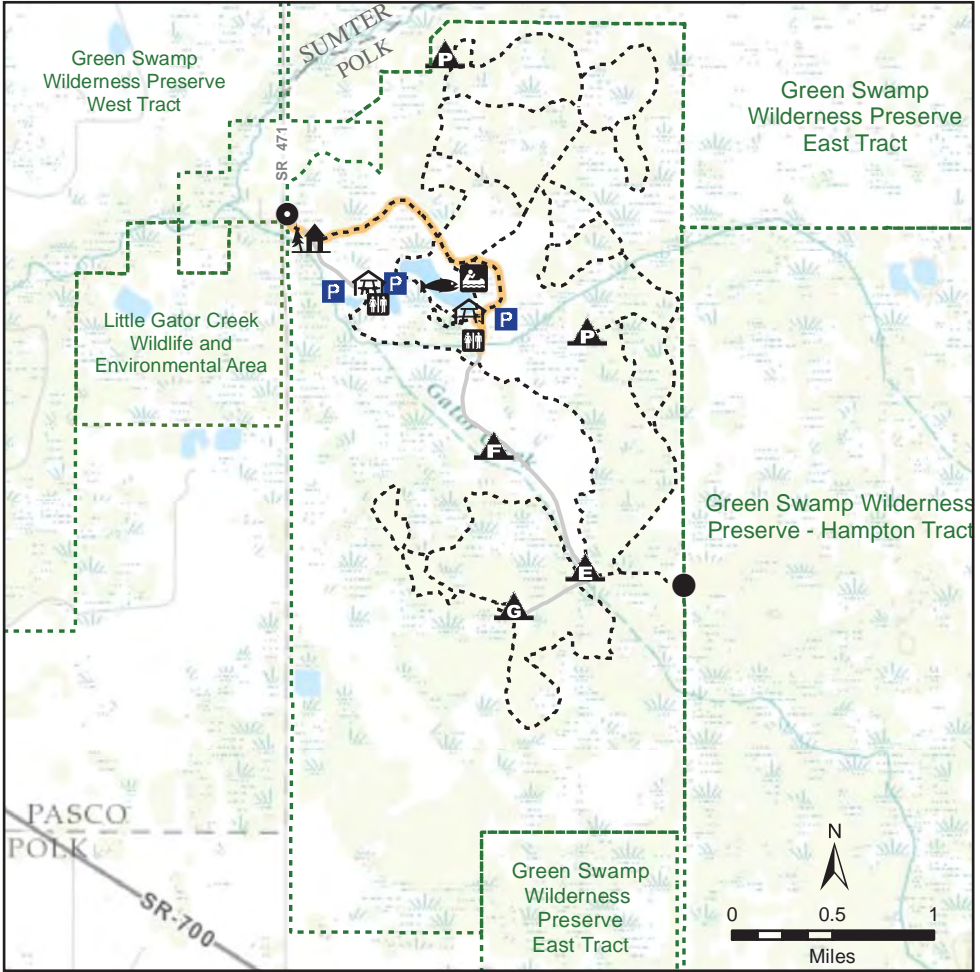 SUMTER
POLK
Green Swamp
Wilderness Preserve
West Tract
P
Green Swamp
Wilderness Preserve
East Tract
SR 471
P
P
P
P
Little Gator Creek
Wildlife and
Environmental Area
Gator
F
Green Swamp Wilderness
Preserve - Hampton Tract
E
G
PASCO
POLK
SR-700
Green Swamp
Wilderness
Preserve
East Tract
N
0 0.5 1
Miles